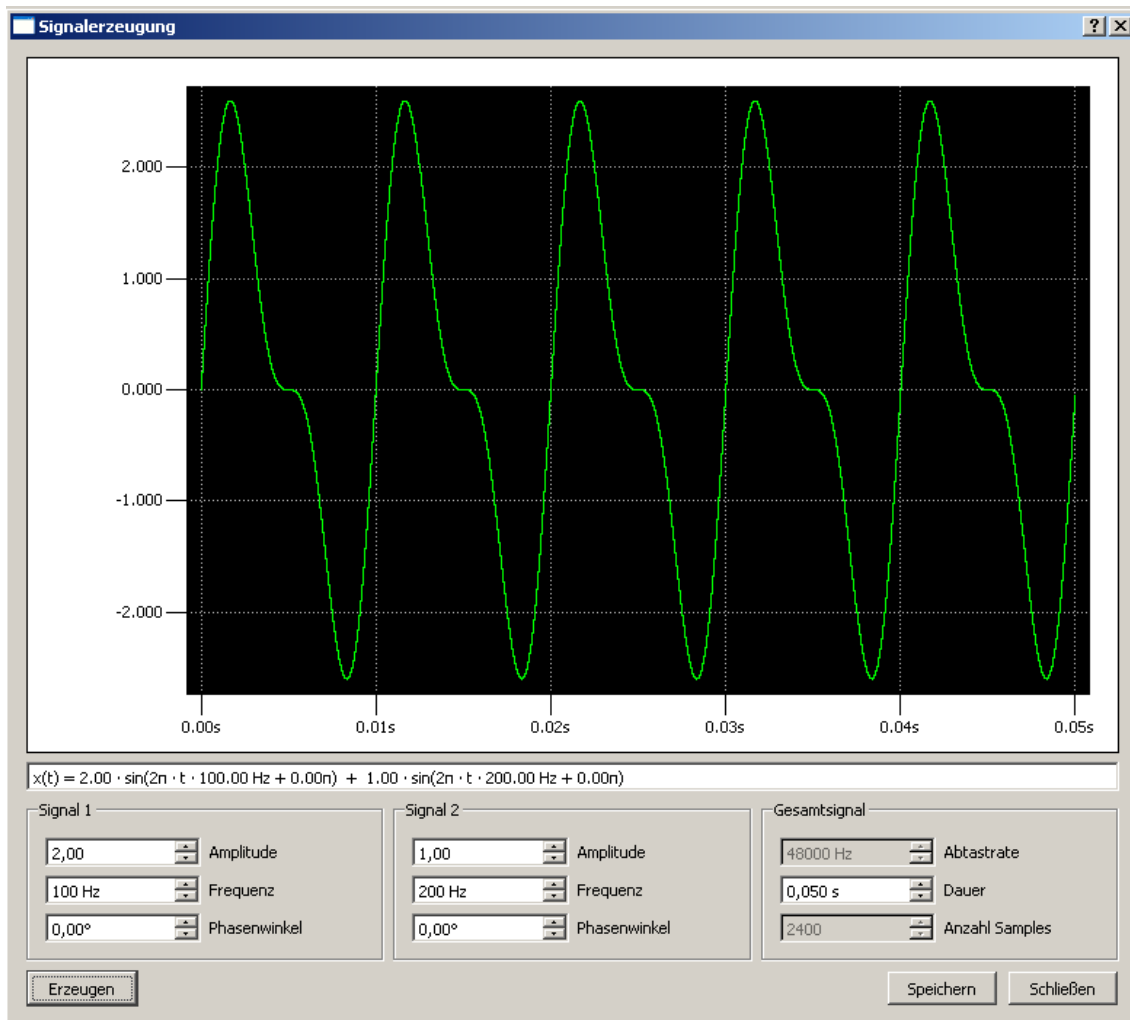 Signalerzeugung
2.000
1.000
0.000
-1.000
-2.000
0.00s 0.01s 0.02s 0.03s 0.04s 0.05s
x(t) = 2.00 · sin(2π · t · 100.00 Hz + 0.00π) + 1.00 · sin(2π · t · 200.00 Hz + 0.00π)
Signal 1
2,00 Amplitude
100 Hz Frequenz
0,00° Phasenwinkel
Signal 2
1,00 Amplitude
200 Hz Frequenz
0,00° Phasenwinkel
Gesamtsignal
48000 Hz Abtastrate
0,050 s Dauer
2400 Anzahl Samples
Erzeugen Speichern Schließen